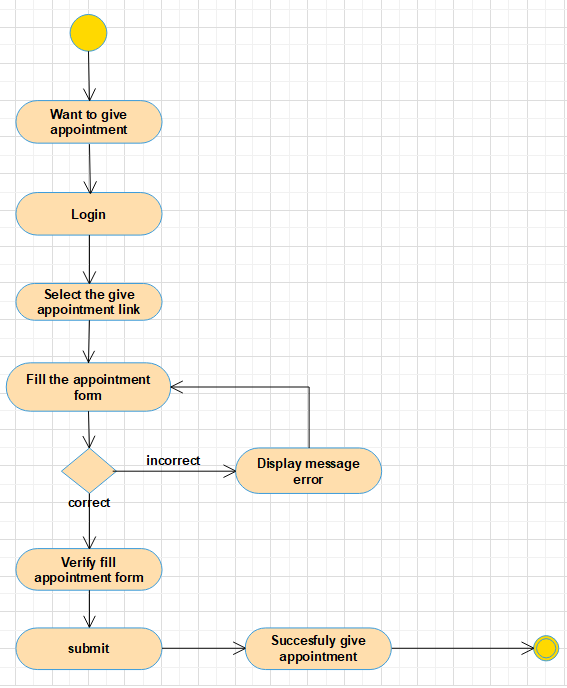 Want to give
appointment
Login
Select the give
appointment link
Fill the appointment
form
incorrect
Display message
error
correct
Verify fill
appointment form
submit
Succesfuly give
appointment